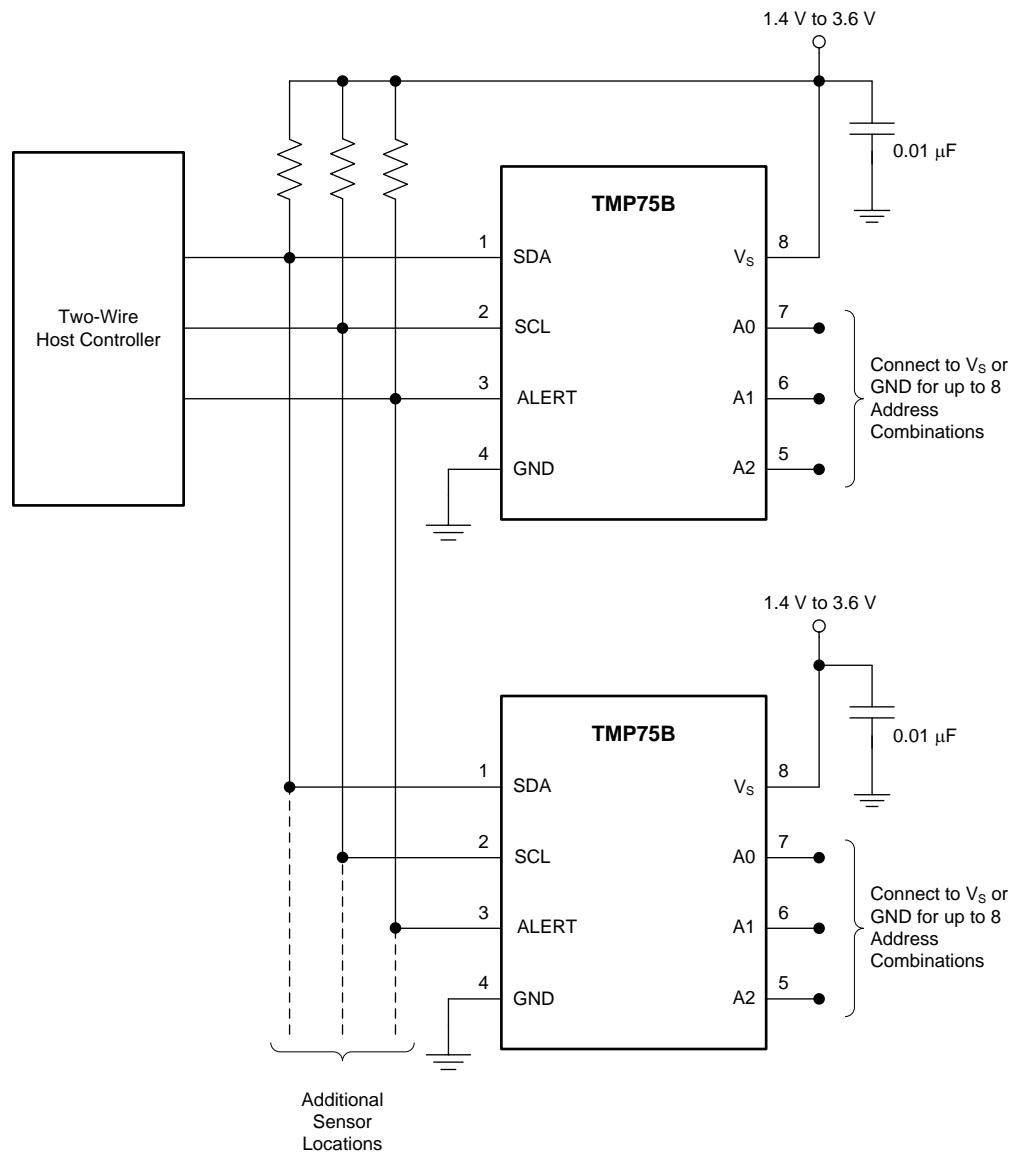 1.4 V to 3.6 V
0.01 μF
TMP75B
1
SDA
VS
8
Two-Wire
Host Controller
2
SCL
A0
7
3
ALERT
A1
6
4
GND
A2
5
Connect to VS or
GND for up to 8
Address
Combinations
1.4 V to 3.6 V
0.01 μF
TMP75B
1
SDA
VS
8
2
SCL
A0
7
3
ALERT
A1
6
4
GND
A2
5
Connect to VS or
GND for up to 8
Address
Combinations
Additional
Sensor
Locations